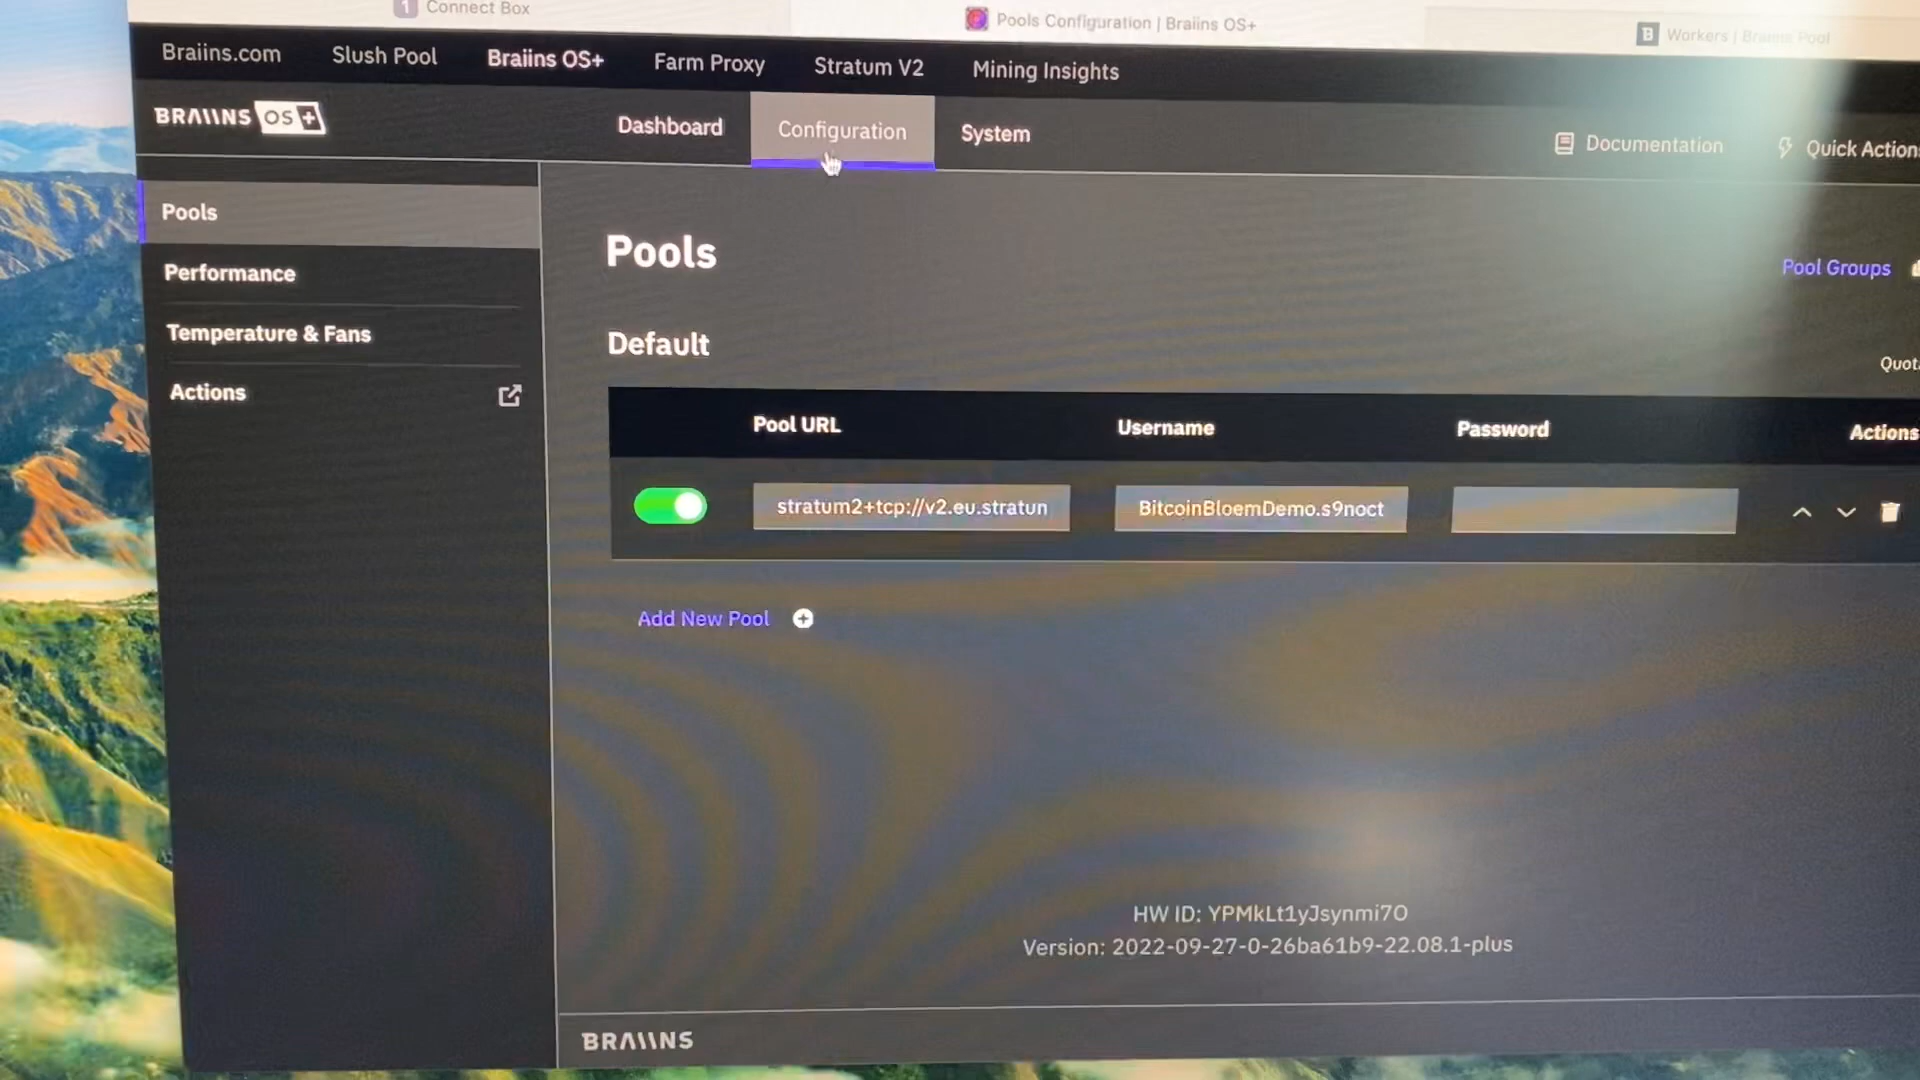 1 Connect Box
Pools Configuration | Braiins OS+
B Workers | Braiins Pool
Braiins.com Slush Pool Braiins OS+ Farm Proxy Stratum V2 Mining Insights
BRAIINS OS+
Dashboard Configuration System
Documentation Quick Actions
Pools
Performance
Temperature & Fans
Actions
Pools
Pool Groups
Default
Quota
Pool URL Username Password Actions
stratum2+tcp://v2.eu.stratun BitcoinBloemDemo.s9noct
Add New Pool
HW ID: YPMkLt1yJsynmi7O
Version: 2022-09-27-0-26ba61b9-22.08.1-plus
BRAIINS